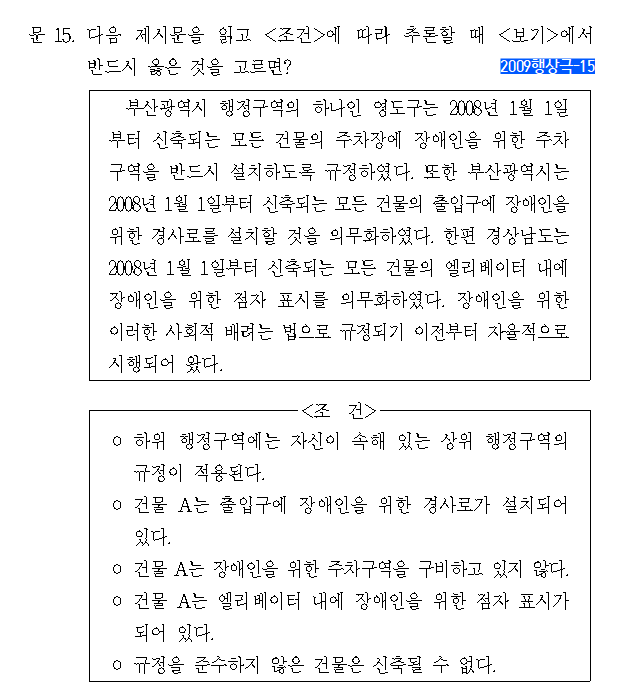 문 15. 다음 제시문을 읽고 <조건>에 따라 추론할 때 <보기>에서
반드시 옳은 것을 고르면?
2009행상극-15
부산광역시 행정구역의 하나인 영도구는 2008년 1월 1일
부터 신축되는 모든 건물의 주차장에 장애인을 위한 주차
구역을 반드시 설치하도록 규정하였다. 또한 부산광역시는
2008년 1월 1일부터 신축되는 모든 건물의 출입구에 장애인을
위한 경사로를 설치할 것을 의무화하였다. 한편 경상남도는
2008년 1월 1일부터 신축되는 모든 건물의 엘리베이터 내에
장애인을 위한 점자 표시를 의무화하였다. 장애인을 위한
이러한 사회적 배려는 법으로 규정되기 이전부터 자율적으로
시행되어 왔다.
<조 건>
○ 하위 행정구역에는 자신이 속해 있는 상위 행정구역의
규정이 적용된다.
○ 건물 A는 출입구에 장애인을 위한 경사로가 설치되어
있다.
○ 건물 A는 장애인을 위한 주차구역을 구비하고 있지 않다.
○ 건물 A는 엘리베이터 내에 장애인을 위한 점자 표시가
되어 있다.
○ 규정을 준수하지 않은 건물은 신축될 수 없다.